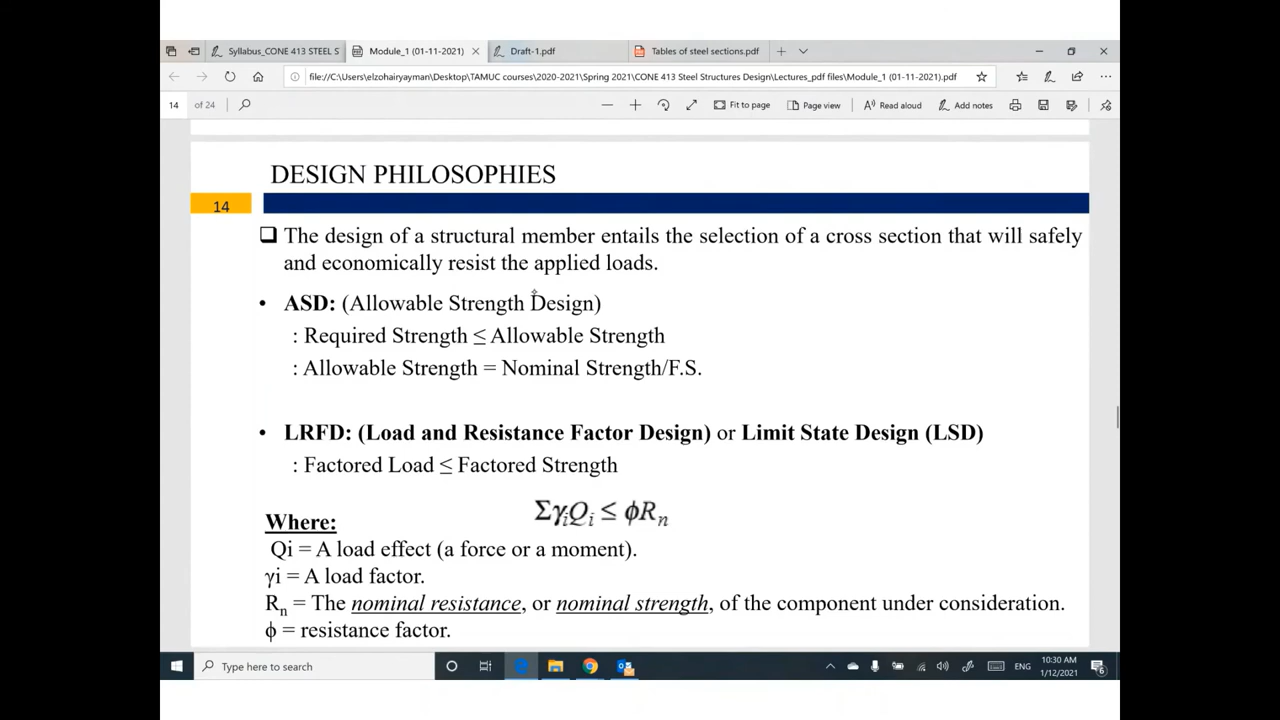 Syllabus_CONE 413 STEEL S
Module_1 (01-11-2021)
Draft-1.pdf
Tables of steel sections.pdf
file://C:\Users\elzohairyayman\Desktop\TAMUC courses\2020-2021\Spring 2021\CONE 413 Steel Structures Design\Lectures_pdf files\Module_1 (01-11-2021).pdf
14 of 24
Fit to page
Page view
Read aloud
Add notes
DESIGN PHILOSOPHIES
14
The design of a structural member entails the selection of a cross section that will safely
and economically resist the applied loads.
• ASD: (Allowable Strength Design)
: Required Strength ≤ Allowable Strength
: Allowable Strength = Nominal Strength/F.S.
• LRFD: (Load and Resistance Factor Design) or Limit State Design (LSD)
: Factored Load ≤ Factored Strength
ΣγᵢQᵢ ≤ ϕRₙ
Where:
Qi = A load effect (a force or a moment).
γi = A load factor.
Rₙ = The nominal resistance, or nominal strength, of the component under consideration.
ϕ = resistance factor.
Type here to search
ENG
10:30 AM
1/12/2021
6